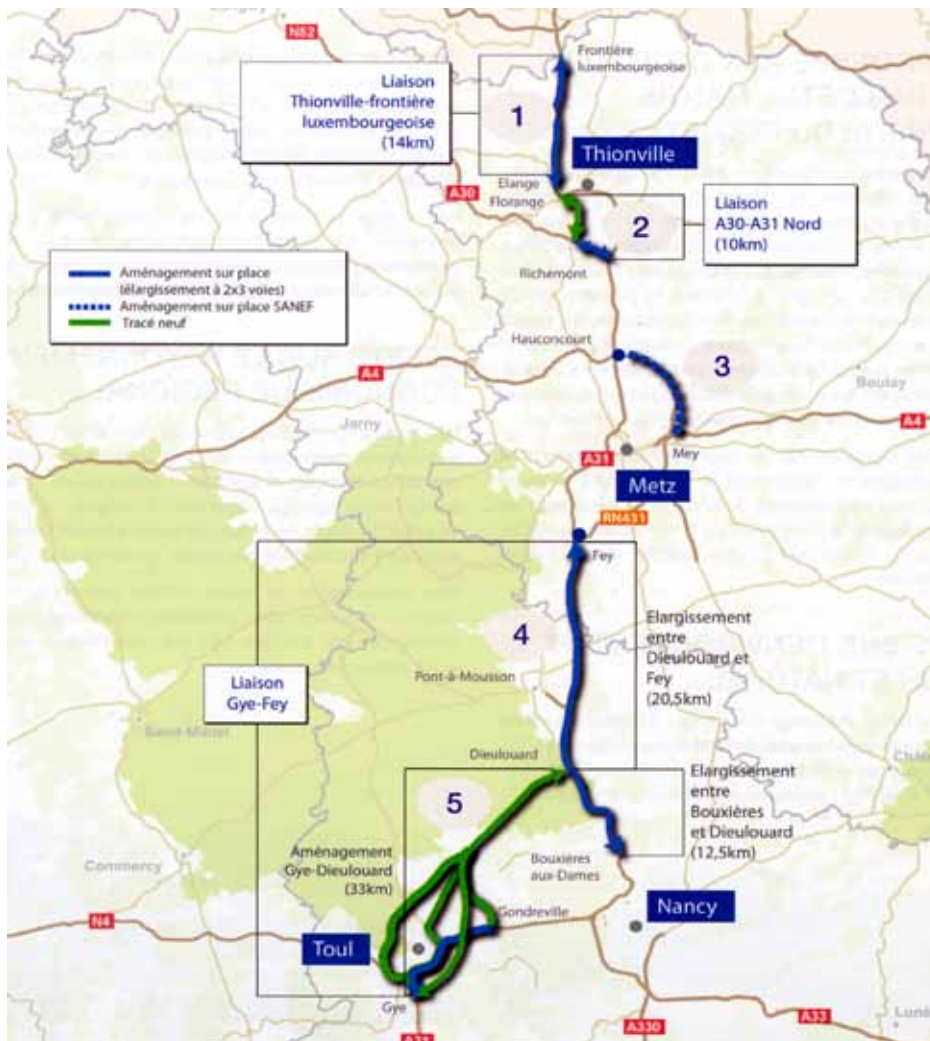 N52
Frontière
luxembourgeoise
Liaison
Thionville-frontière
luxembourgeoise
(14km)
1
Thionville
A30
Elange
Florange
2
Liaison
A30-A31 Nord
(10km)
Aménagement sur place
(élargissement à 2x3 voies)
Aménagement sur place SANEF
Tracé neuf
Richemont
Hauconcourt
3
A4
Boulay
Jarny
A4
Mey
A31
Metz
RN431
Fey
4
Elargissement
entre
Dieulouard et
Fey
(20,5km)
Pont-à-Mousson
Liaison
Gye-Fey
Dieulouard
5
Elargissement
entre
Bouxières
et Dieulouard
(12,5km)
Aménagement
Gye-Dieulouard
(33km)
Commercy
Bouxières
aux-Dames
Gondreville
Nancy
N4
Toul
Gye
A31
A330
A33